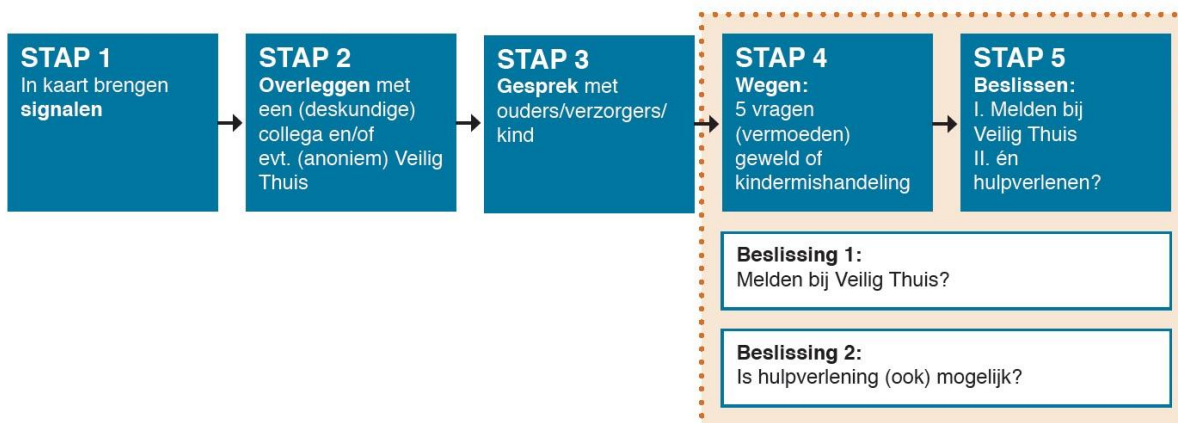 STAP 1
In kaart brengen
signalen
STAP 2
Overleggen met
een (deskundige)
collega en/of
evt. (anoniem) Veilig
Thuis
STAP 3
Gesprek met
ouders/verzorgers/
kind
STAP 4
Wegen:
5 vragen
(vermoeden)
geweld of
kindermishandeling
STAP 5
Beslissen:
I. Melden bij
Veilig Thuis
II. én
hulpverlenen?
Beslissing 1:
Melden bij Veilig Thuis?
Beslissing 2:
Is hulpverlening (ook) mogelijk?